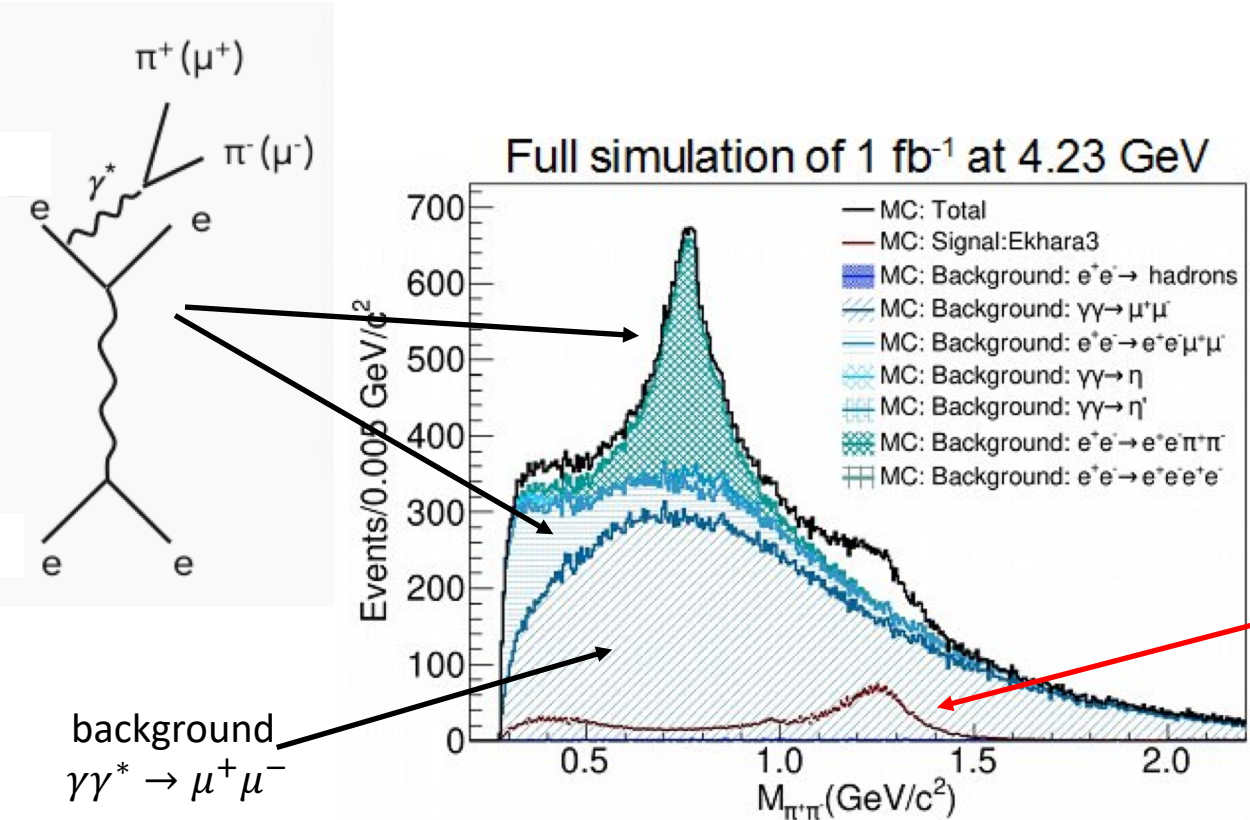 π⁺(μ⁺)
π⁻(μ⁻)
γ*
e
e
e
e
background
γγ* → μ⁺μ⁻
Full simulation of 1 fb⁻¹ at 4.23 GeV
Events/0.005 GeV/c²
700
600
500
400
300
200
100
0
MC: Total
MC: Signal:Ekhara3
MC: Background: e⁺e⁻→ hadrons
MC: Background: γγ→ μ⁺μ⁻
MC: Background: e⁺e⁻→ e⁺e⁻μ⁺μ⁻
MC: Background: γγ→ η
MC: Background: γγ→ η'
MC: Background: e⁺e⁻→ e⁺e⁻π⁺π⁻
MC: Background: e⁺e⁻→ e⁺e⁻e⁺e⁻
0.5 1.0 1.5 2.0
M_π⁺π⁻(GeV/c²)